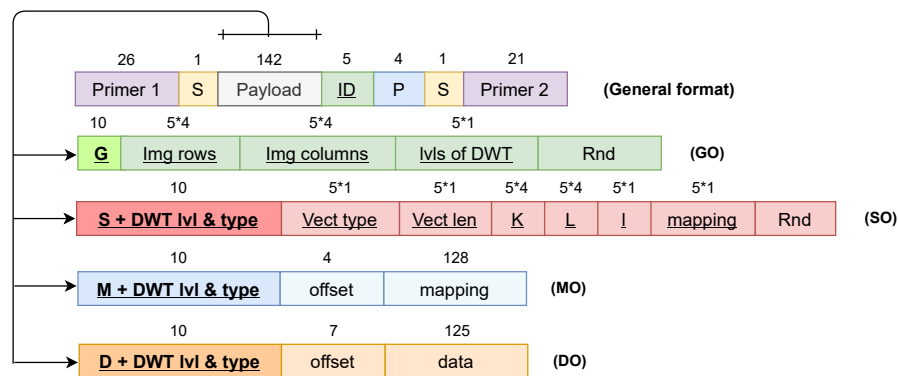 26 1 142 5 4 1 21
Primer 1 S Payload ID P S Primer 2 (General format)
10 5*4 5*4 5*1
G Img rows Img columns lvls of DWT Rnd (GO)
10 5*1 5*1 5*4 5*4 5*1 5*1
S + DWT lvl & type Vect type Vect len K L I mapping Rnd (SO)
10 4 128
M + DWT lvl & type offset mapping (MO)
10 7 125
D + DWT lvl & type offset data (DO)